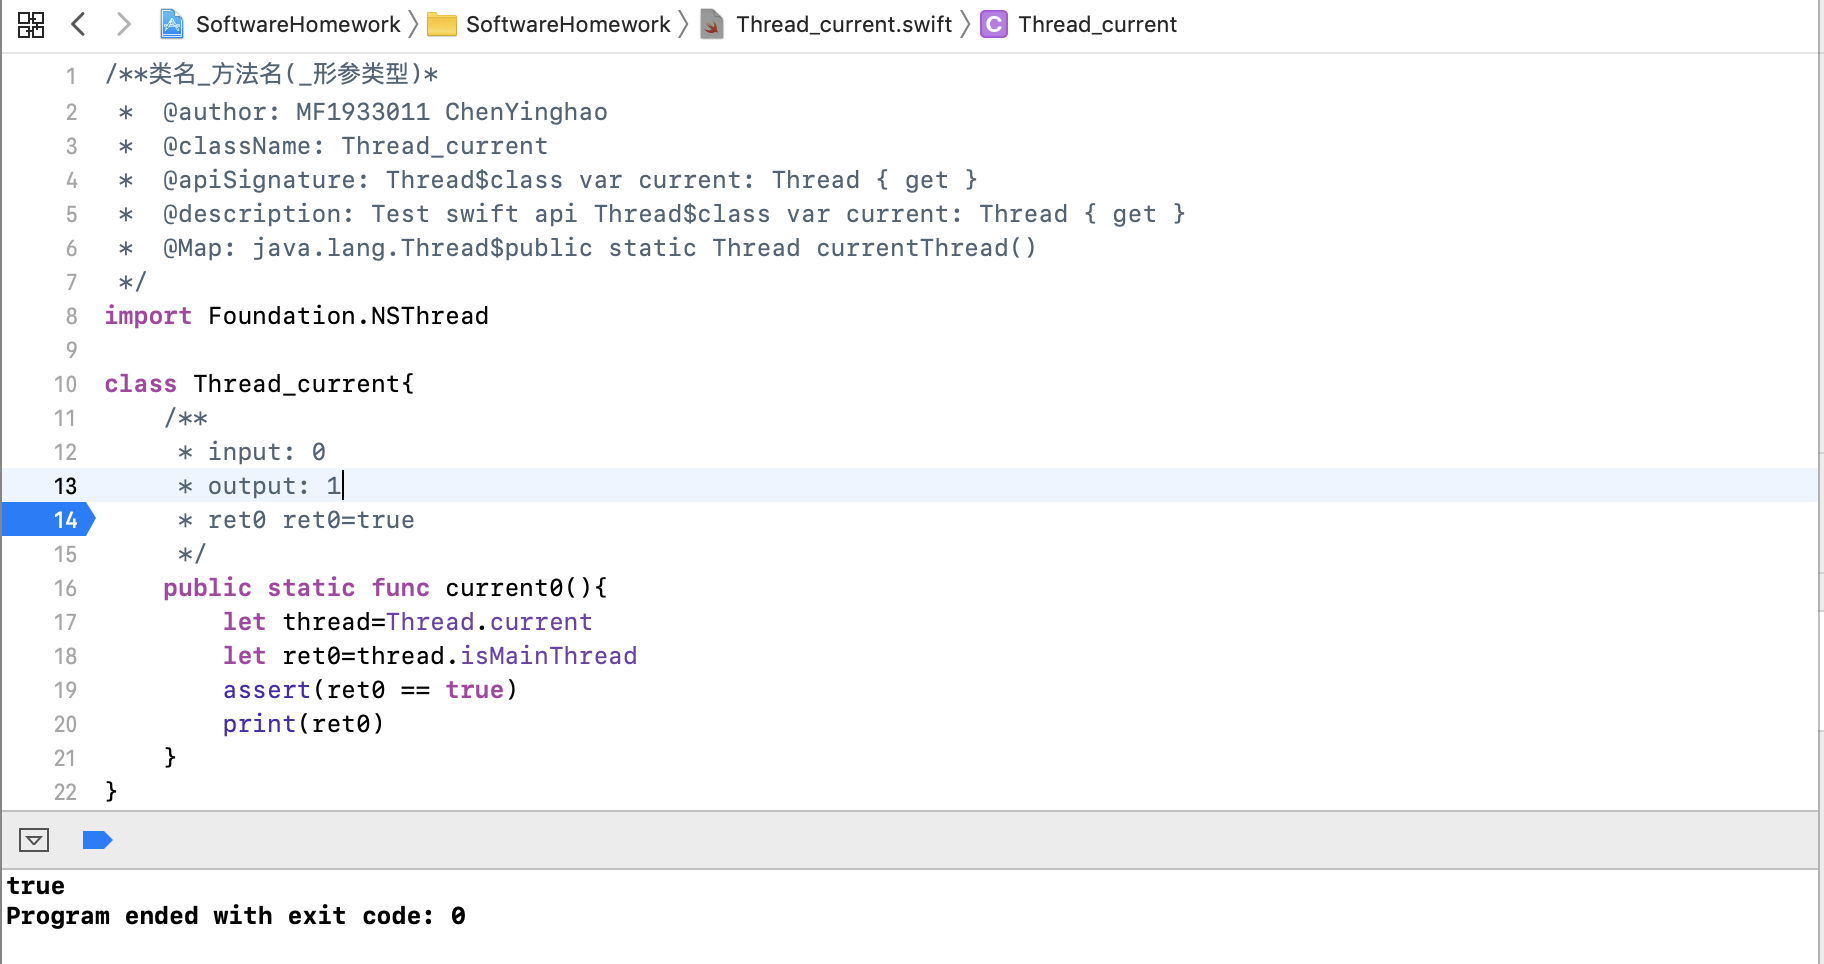 SoftwareHomework SoftwareHomework Thread_current.swift C Thread_current
1 /**类名_方法名(_形参类型)*
2 * @author: MF1933011 ChenYinghao
3 * @className: Thread_current
4 * @apiSignature: Thread$class var current: Thread { get }
5 * @description: Test swift api Thread$class var current: Thread { get }
6 * @Map: java.lang.Thread$public static Thread currentThread()
7 */
8 import Foundation.NSThread
9
10 class Thread_current{
11 /**
12 * input: 0
13 * output: 1
14 * ret0 ret0=true
15 */
16 public static func current0(){
17 let thread=Thread.current
18 let ret0=thread.isMainThread
19 assert(ret0 == true)
20 print(ret0)
21 }
22 }
true
Program ended with exit code: 0